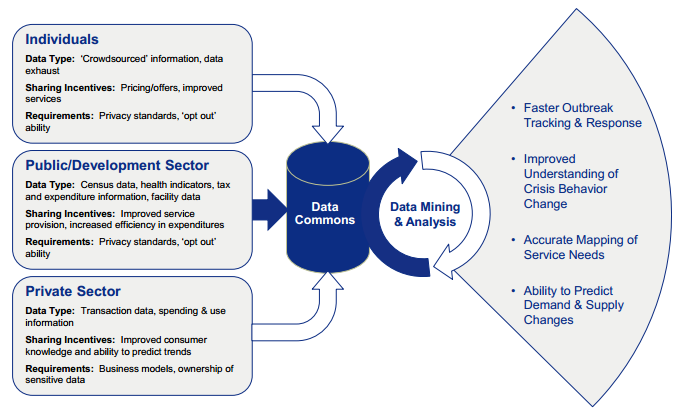 Individuals
Data Type: ‘Crowdsourced’ information, data
exhaust
Sharing Incentives: Pricing/offers, improved
services
Requirements: Privacy standards, ‘opt out’
ability
Public/Development Sector
Data Type: Census data, health indicators, tax
and expenditure information, facility data
Sharing Incentives: Improved service
provision, increased efficiency in expenditures
Requirements: Privacy standards, ‘opt out’
ability
Private Sector
Data Type: Transaction data, spending & use
information
Sharing Incentives: Improved consumer
knowledge and ability to predict trends
Requirements: Business models, ownership of
sensitive data
Data
Commons
Data Mining
& Analysis
• Faster Outbreak
Tracking & Response
• Improved
Understanding of
Crisis Behavior
Change
• Accurate Mapping of
Service Needs
• Ability to Predict
Demand & Supply
Changes